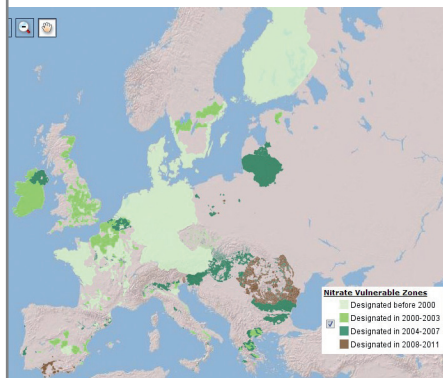 Nitrate Vulnerable Zones
Designated before 2000
Designated in 2000-2003
Designated in 2004-2007
Designated in 2008-2011